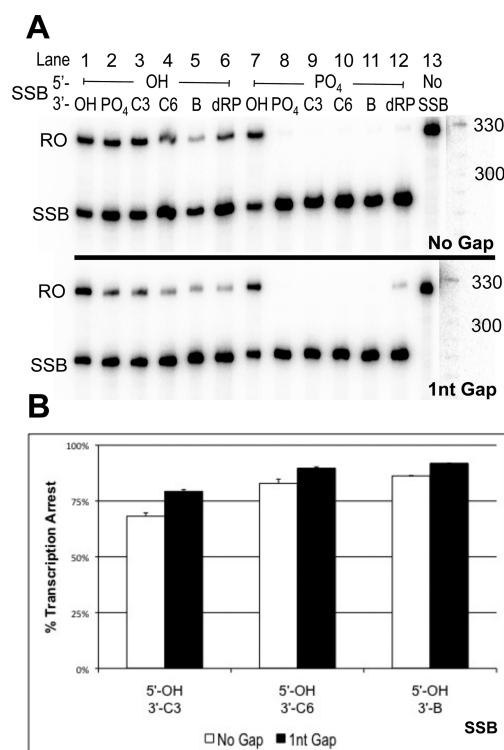 A
Lane 1 2 3 4 5 6 7 8 9 10 11 12 13
SSB 5'- OH PO4 No
3'- OH PO4 C3 C6 B dRP OH PO4 C3 C6 B dRP SSB
RO
330
300
SSB
No Gap
RO
330
300
SSB
1nt Gap
B
% Transcription Arrest
100%
75%
50%
25%
0%
5'-OH 5'-OH 5'-OH
3'-C3 3'-C6 3'-B
SSB
No Gap 1nt Gap